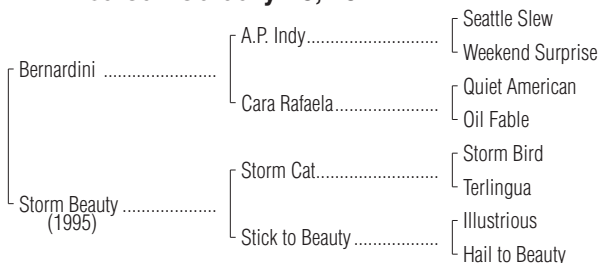 Seattle Slew
A.P. Indy
Weekend Surprise
Bernardini
Quiet American
Cara Rafaela
Oil Fable
Storm Bird
Storm Cat
Terlingua
Storm Beauty
(1995)
Illustrious
Stick to Beauty
Hail to Beauty